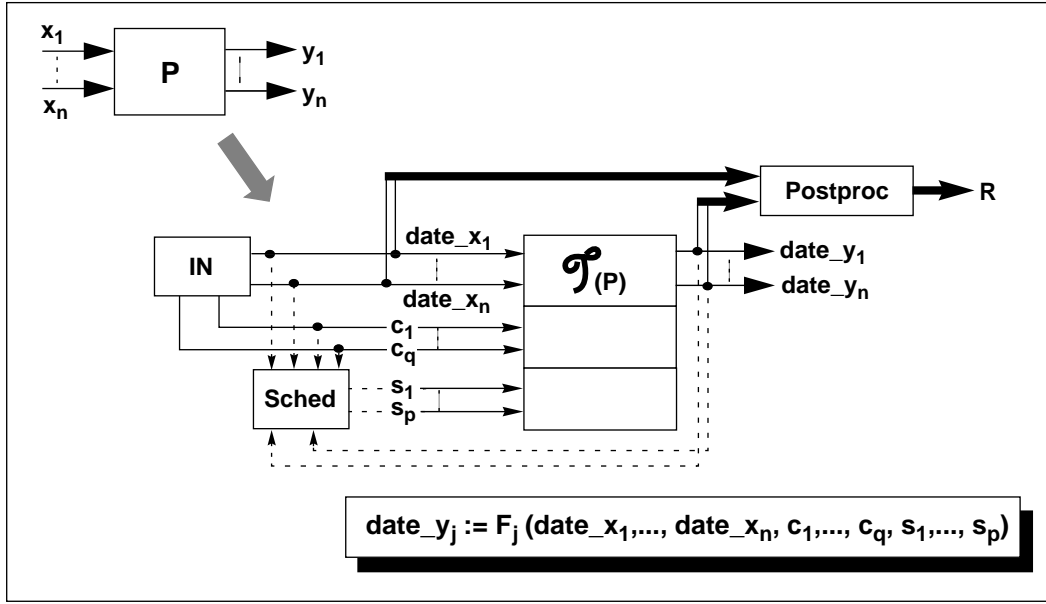 x1
xn
P
y1
yn
Postproc
R
IN
date_x1
date_xn
c1
cq
𝒯(P)
date_y1
date_yn
Sched
s1
sp
date_yj := Fj (date_x1,..., date_xn, c1,..., cq, s1,..., sp)